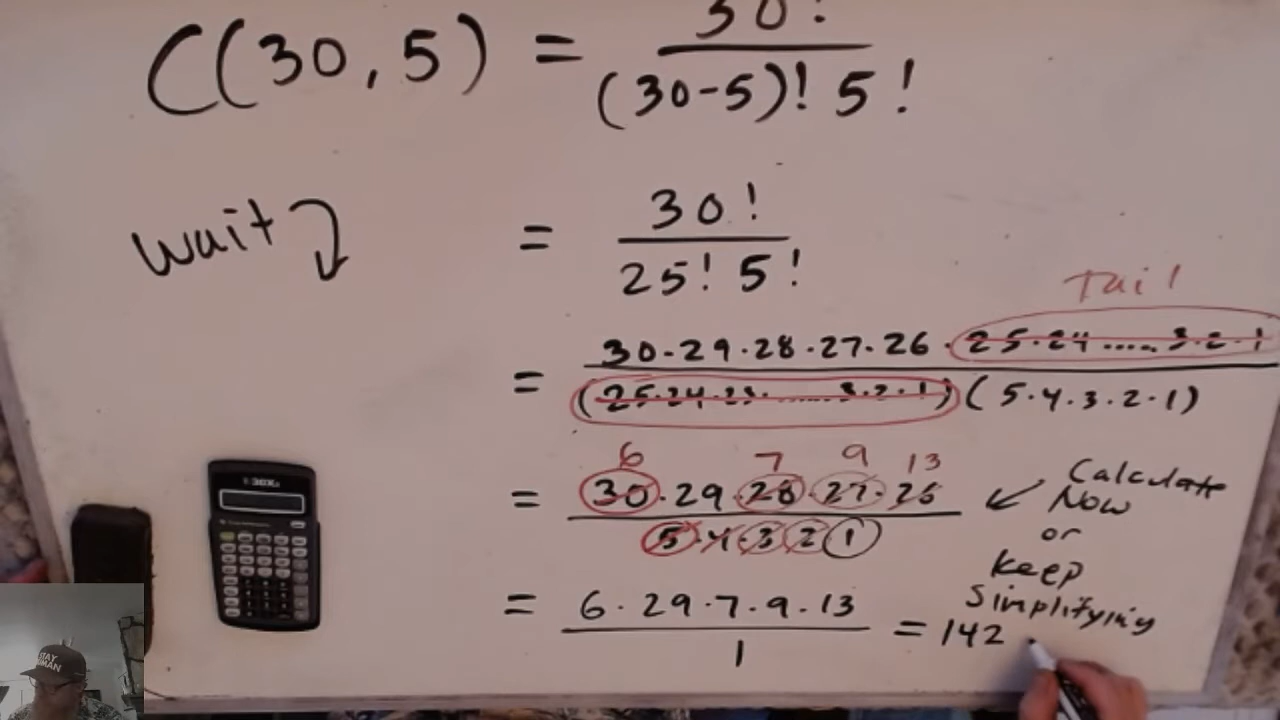 C(30,5) = 30!
(30-5)! 5!
wait
= 30!
25! 5!
Tail
= 30·29·28·27·26·25·24.....3·2·1
(25·24·23·......3·2·1)(5·4·3·2·1)
6 7 9 13
= 30·29·28·27·26
5·4·3·2·1
Calculate
Now
or
Keep
Simplifying
= 6·29·7·9·13 = 142
1
30Xa
STAY